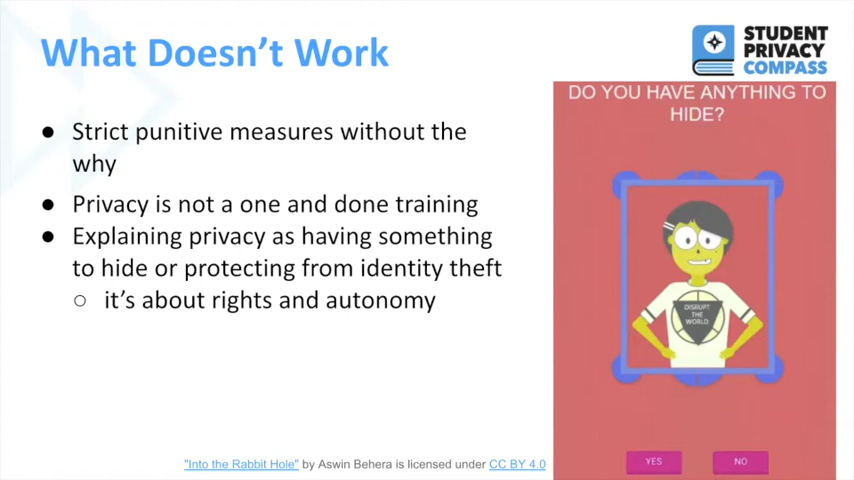 What Doesn't Work
STUDENT
PRIVACY
COMPASS
● Strict punitive measures without the
why
● Privacy is not a one and done training
● Explaining privacy as having something
to hide or protecting from identity theft
○ it's about rights and autonomy
DO YOU HAVE ANYTHING TO
HIDE?
DISRUPT
THE
WORLD
YES
NO
"Into the Rabbit Hole" by Aswin Behera is licensed under CC BY 4.0